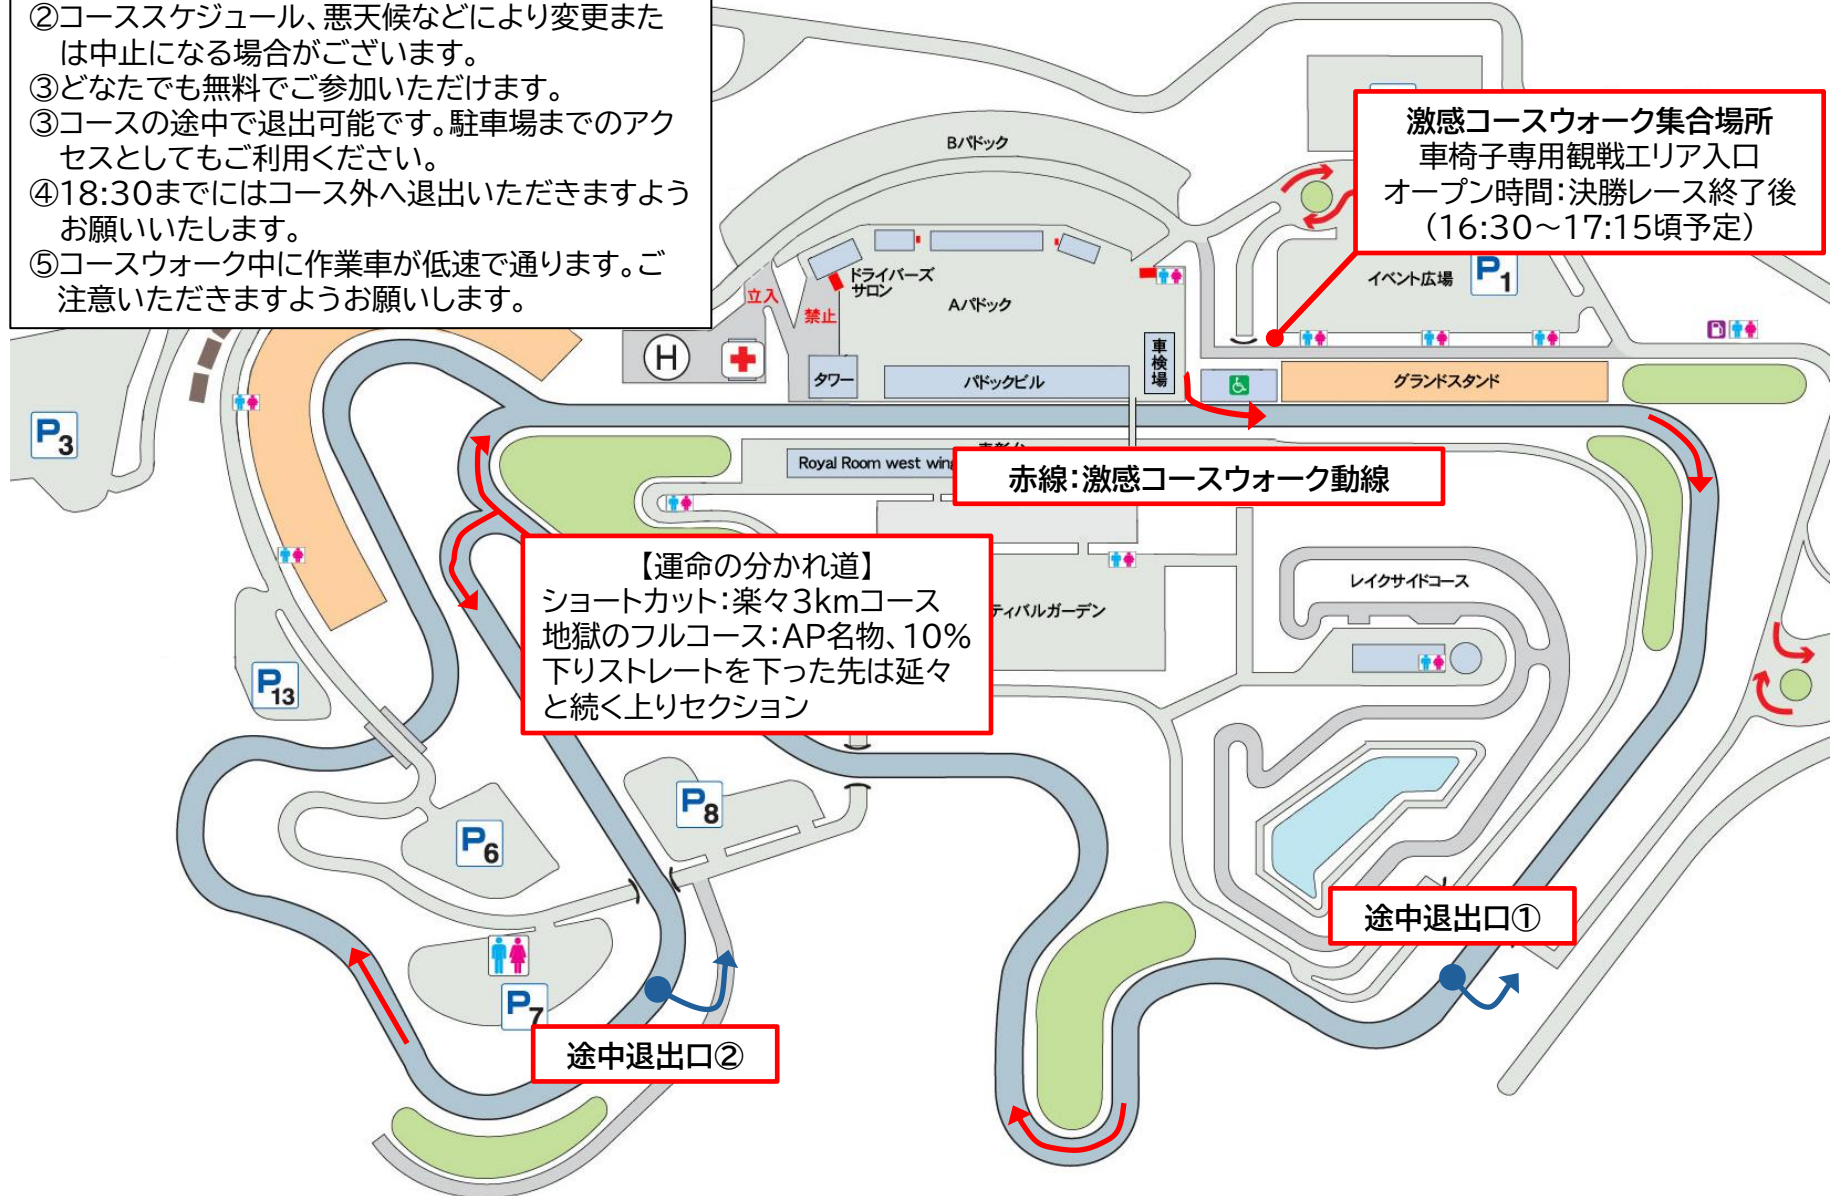 ②コーススケジュール、悪天候などにより変更また
は中止になる場合がございます。
③どなたでも無料でご参加いただけます。
③コースの途中で退出可能です。駐車場までのアク
セスとしてもご利用ください。
④18:30までにはコース外へ退出いただきますよう
お願いいたします。
⑤コースウォーク中に作業車が低速で通ります。ご
注意いただきますようお願いします。
激感コースウォーク集合場所
車椅子専用観戦エリア入口
オープン時間：決勝レース終了後
（16:30～17:15頃予定）
Bパドック
ドライバーズ
サロン
Aパドック
立入
禁止
イベント広場
P1
H
タワー
パドックビル
車検場
グランドスタンド
P3
Royal Room west wing
赤線：激感コースウォーク動線
【運命の分かれ道】
ショートカット：楽々3kmコース
地獄のフルコース：AP名物、10%
下りストレートを下った先は延々
と続く上りセクション
ティバルガーデン
レイクサイドコース
P13
P8
P6
P7
途中退出口①
途中退出口②